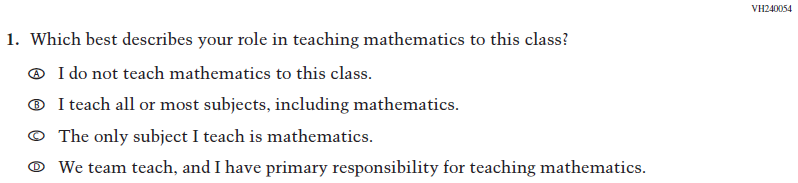 VH240054
1. Which best describes your role in teaching mathematics to this class?
A I do not teach mathematics to this class.
B I teach all or most subjects, including mathematics.
C The only subject I teach is mathematics.
D We team teach, and I have primary responsibility for teaching mathematics.